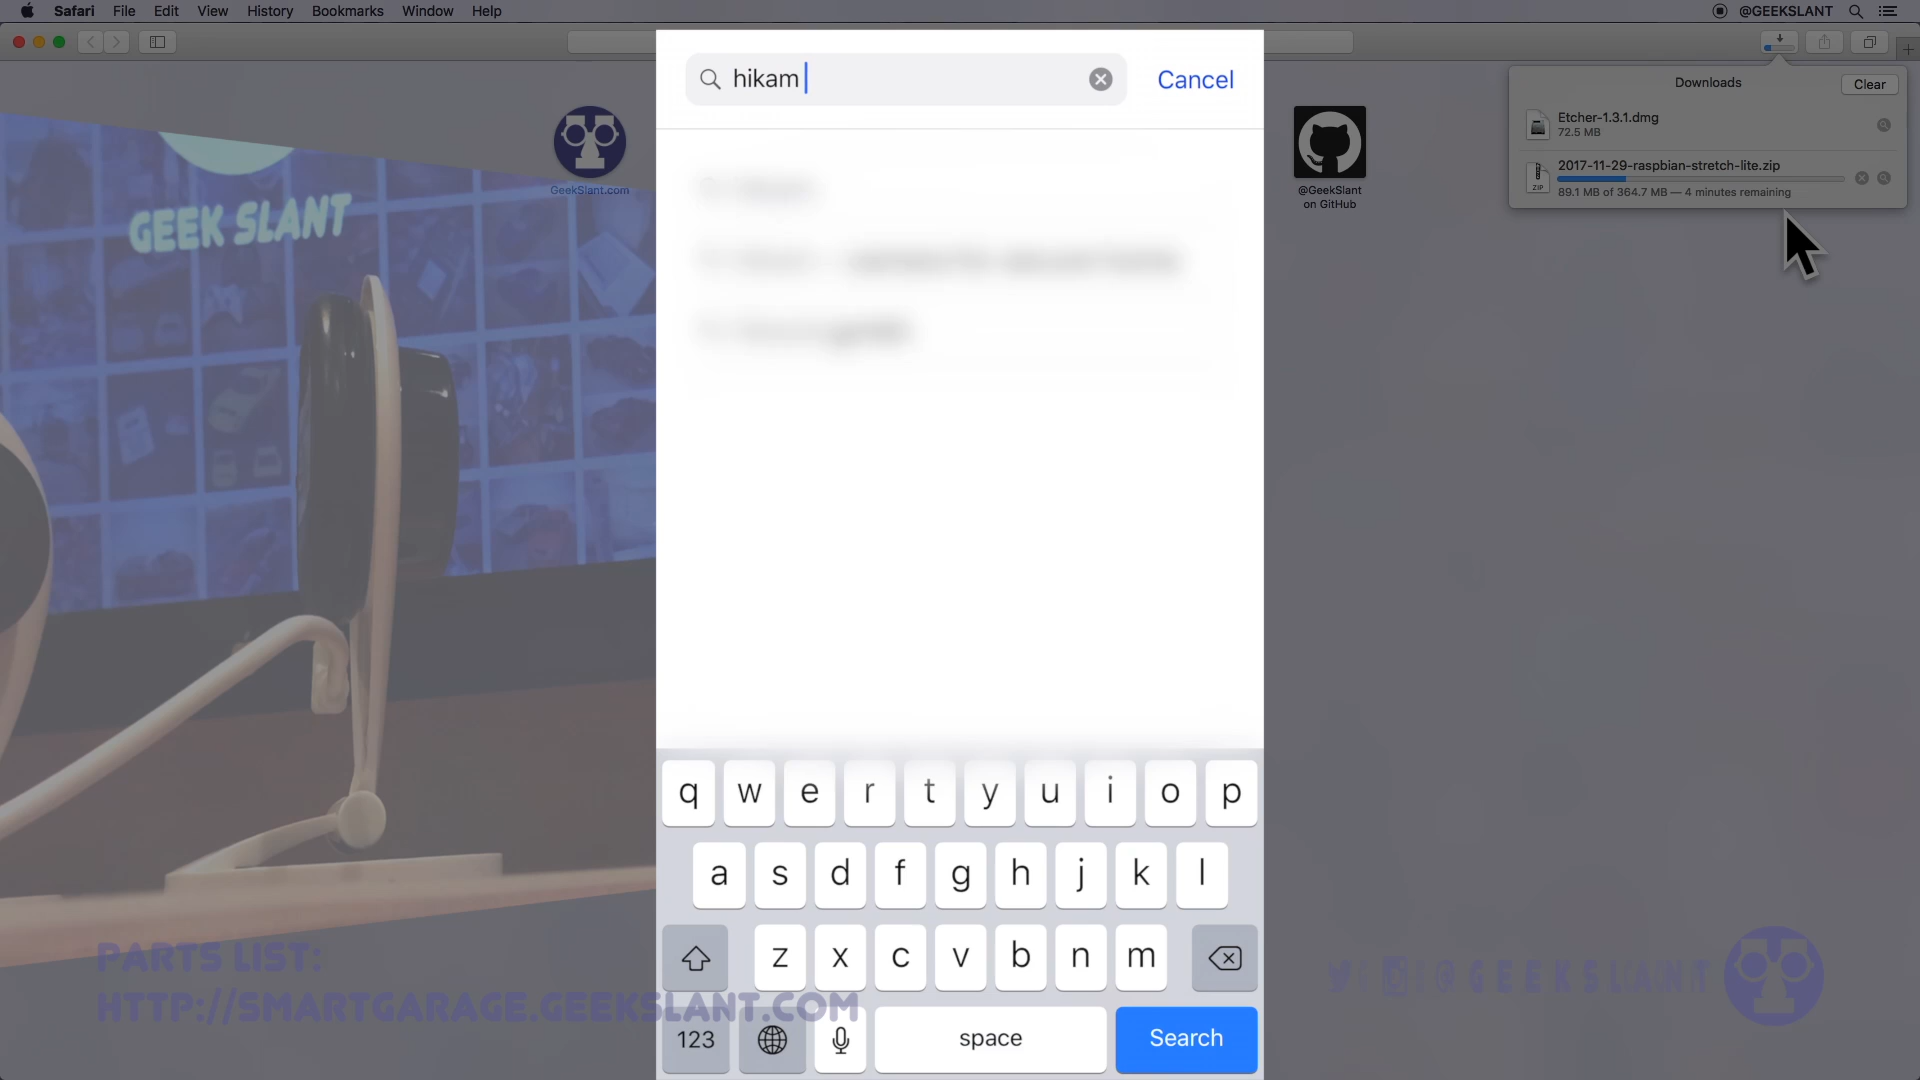 Safari File Edit View History Bookmarks Window Help
@GEEKSLANT
hikam
Cancel
Downloads
Clear
Etcher-1.3.1.dmg
72.5 MB
2017-11-29-raspbian-stretch-lite.zip
ZIP
89.1 MB of 364.7 MB — 4 minutes remaining
GeekSlant.com
@GeekSlant
on GitHub
GEEK SLANT
q w e r t y u i o p
a s d f g h j k l
z x c v b n m
123
space
Search
PARTS LIST:
HTTP://SMARTGARAGE.GEEKSLANT.COM